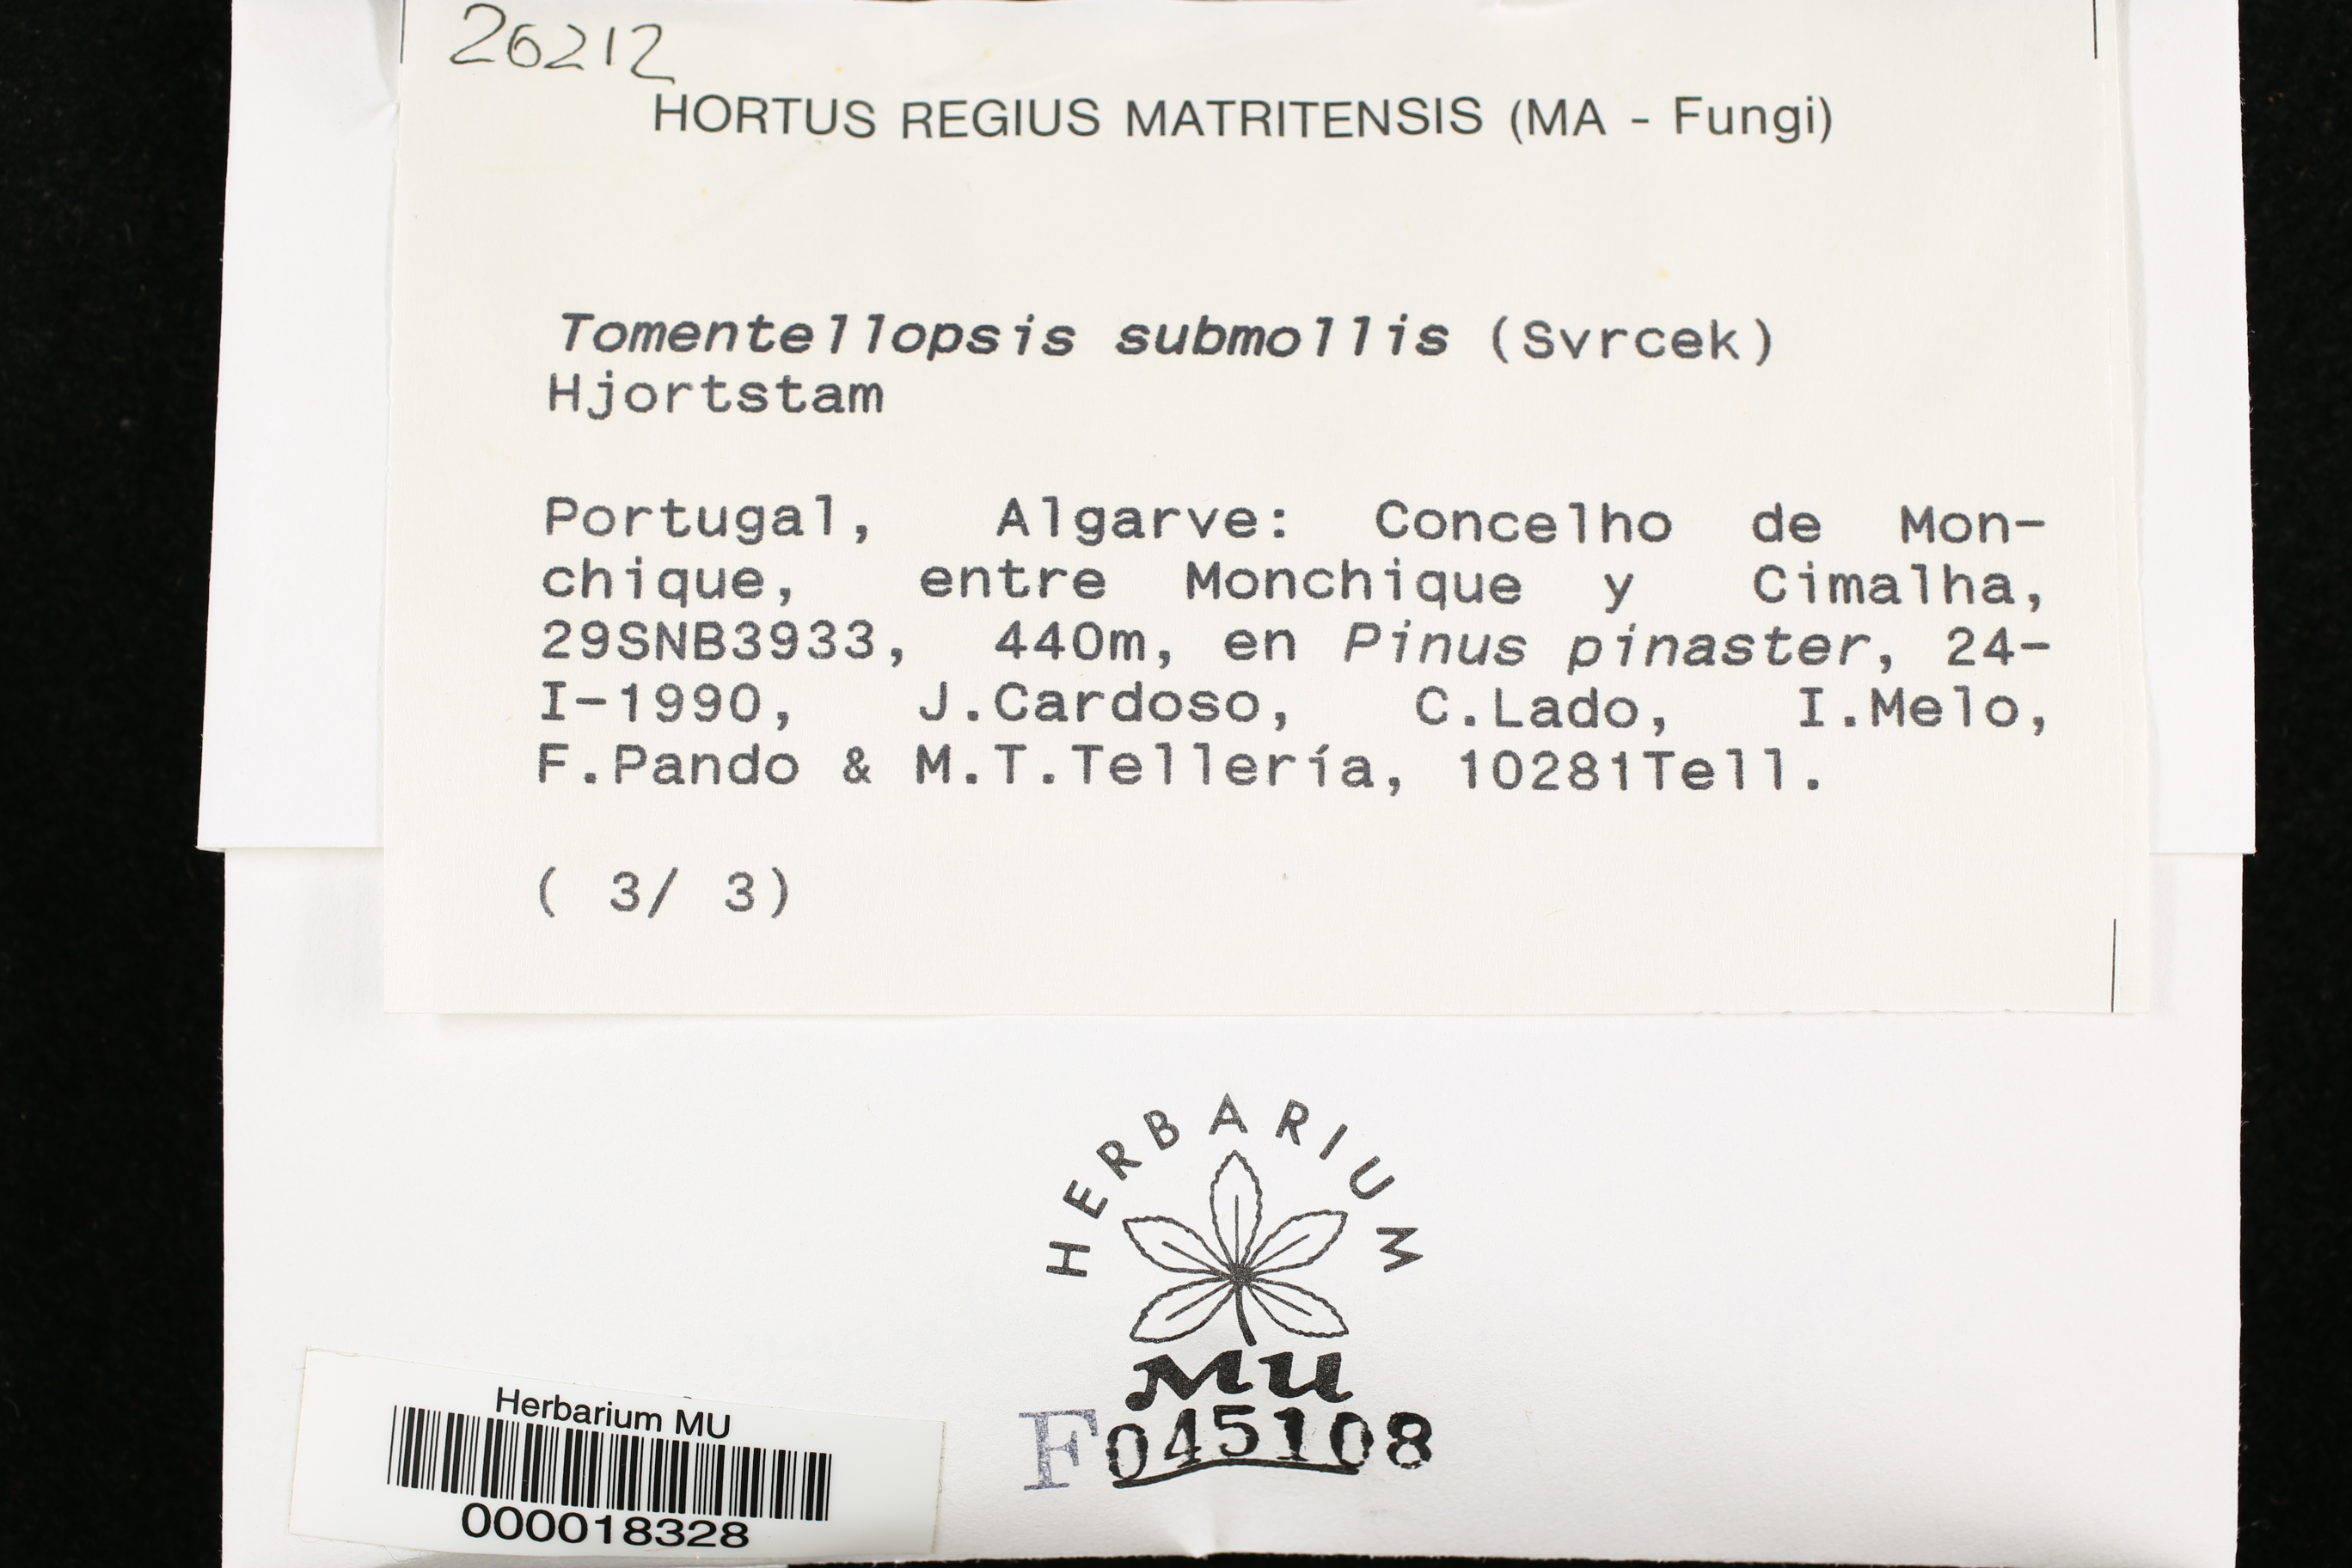 26212
HORTUS REGIUS MATRITENSIS (MA - Fungi)
Tomentellopsis submollis (Svrcek)
Hjortstam
Portugal, Algarve: Concelho de Mon-
chique, entre Monchique y Cimalha,
29SNB3933, 440m, en Pinus pinaster, 24-
I-1990, J.Cardoso, C.Lado, I.Melo,
F.Pando & M.T.Tellería, 10281Tell.
( 3/ 3)
HERBARIUM
MU
F045108
Herbarium MU
000018328